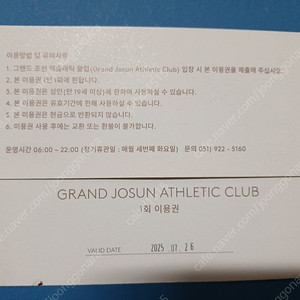 이용방법 및 유의사항
1. 그랜드 조선 애슬레틱 클럽 (Grand Josun Athletic Club) 입장 시 본 이용권을 제출해 주십시오.
2. 본 이용권은 1인 1회에 한합니다.
3. 본 이용권은 성인(만 19세 이상)에 한하여 사용하실 수 있습니다.
4. 본 이용권은 유효기간에 한해 사용하실 수 있습니다.
5. 본 이용권은 현금으로 반환되지 않습니다.
6. 이용권 사용 후에는 교환 또는 환불이 불가합니다.
운영시간 06:00 ~ 22:00 (정기휴관일 : 매월 세번째 화요일) 문의 051) 922 - 5160
GRAND JOSUN ATHLETIC CLUB
1회 이용권
VALID DATE 2025 07. 26